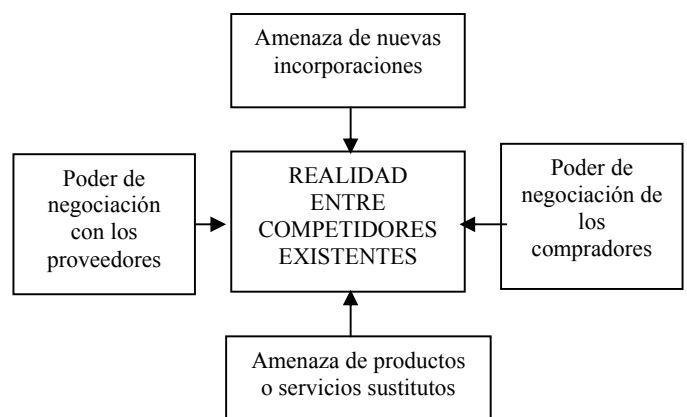 Amenaza de nuevas
incorporaciones
Poder de
negociación
con los
proveedores
REALIDAD
ENTRE
COMPETIDORES
EXISTENTES
Poder de
negociación de
los
compradores
Amenaza de productos
o servicios sustitutos